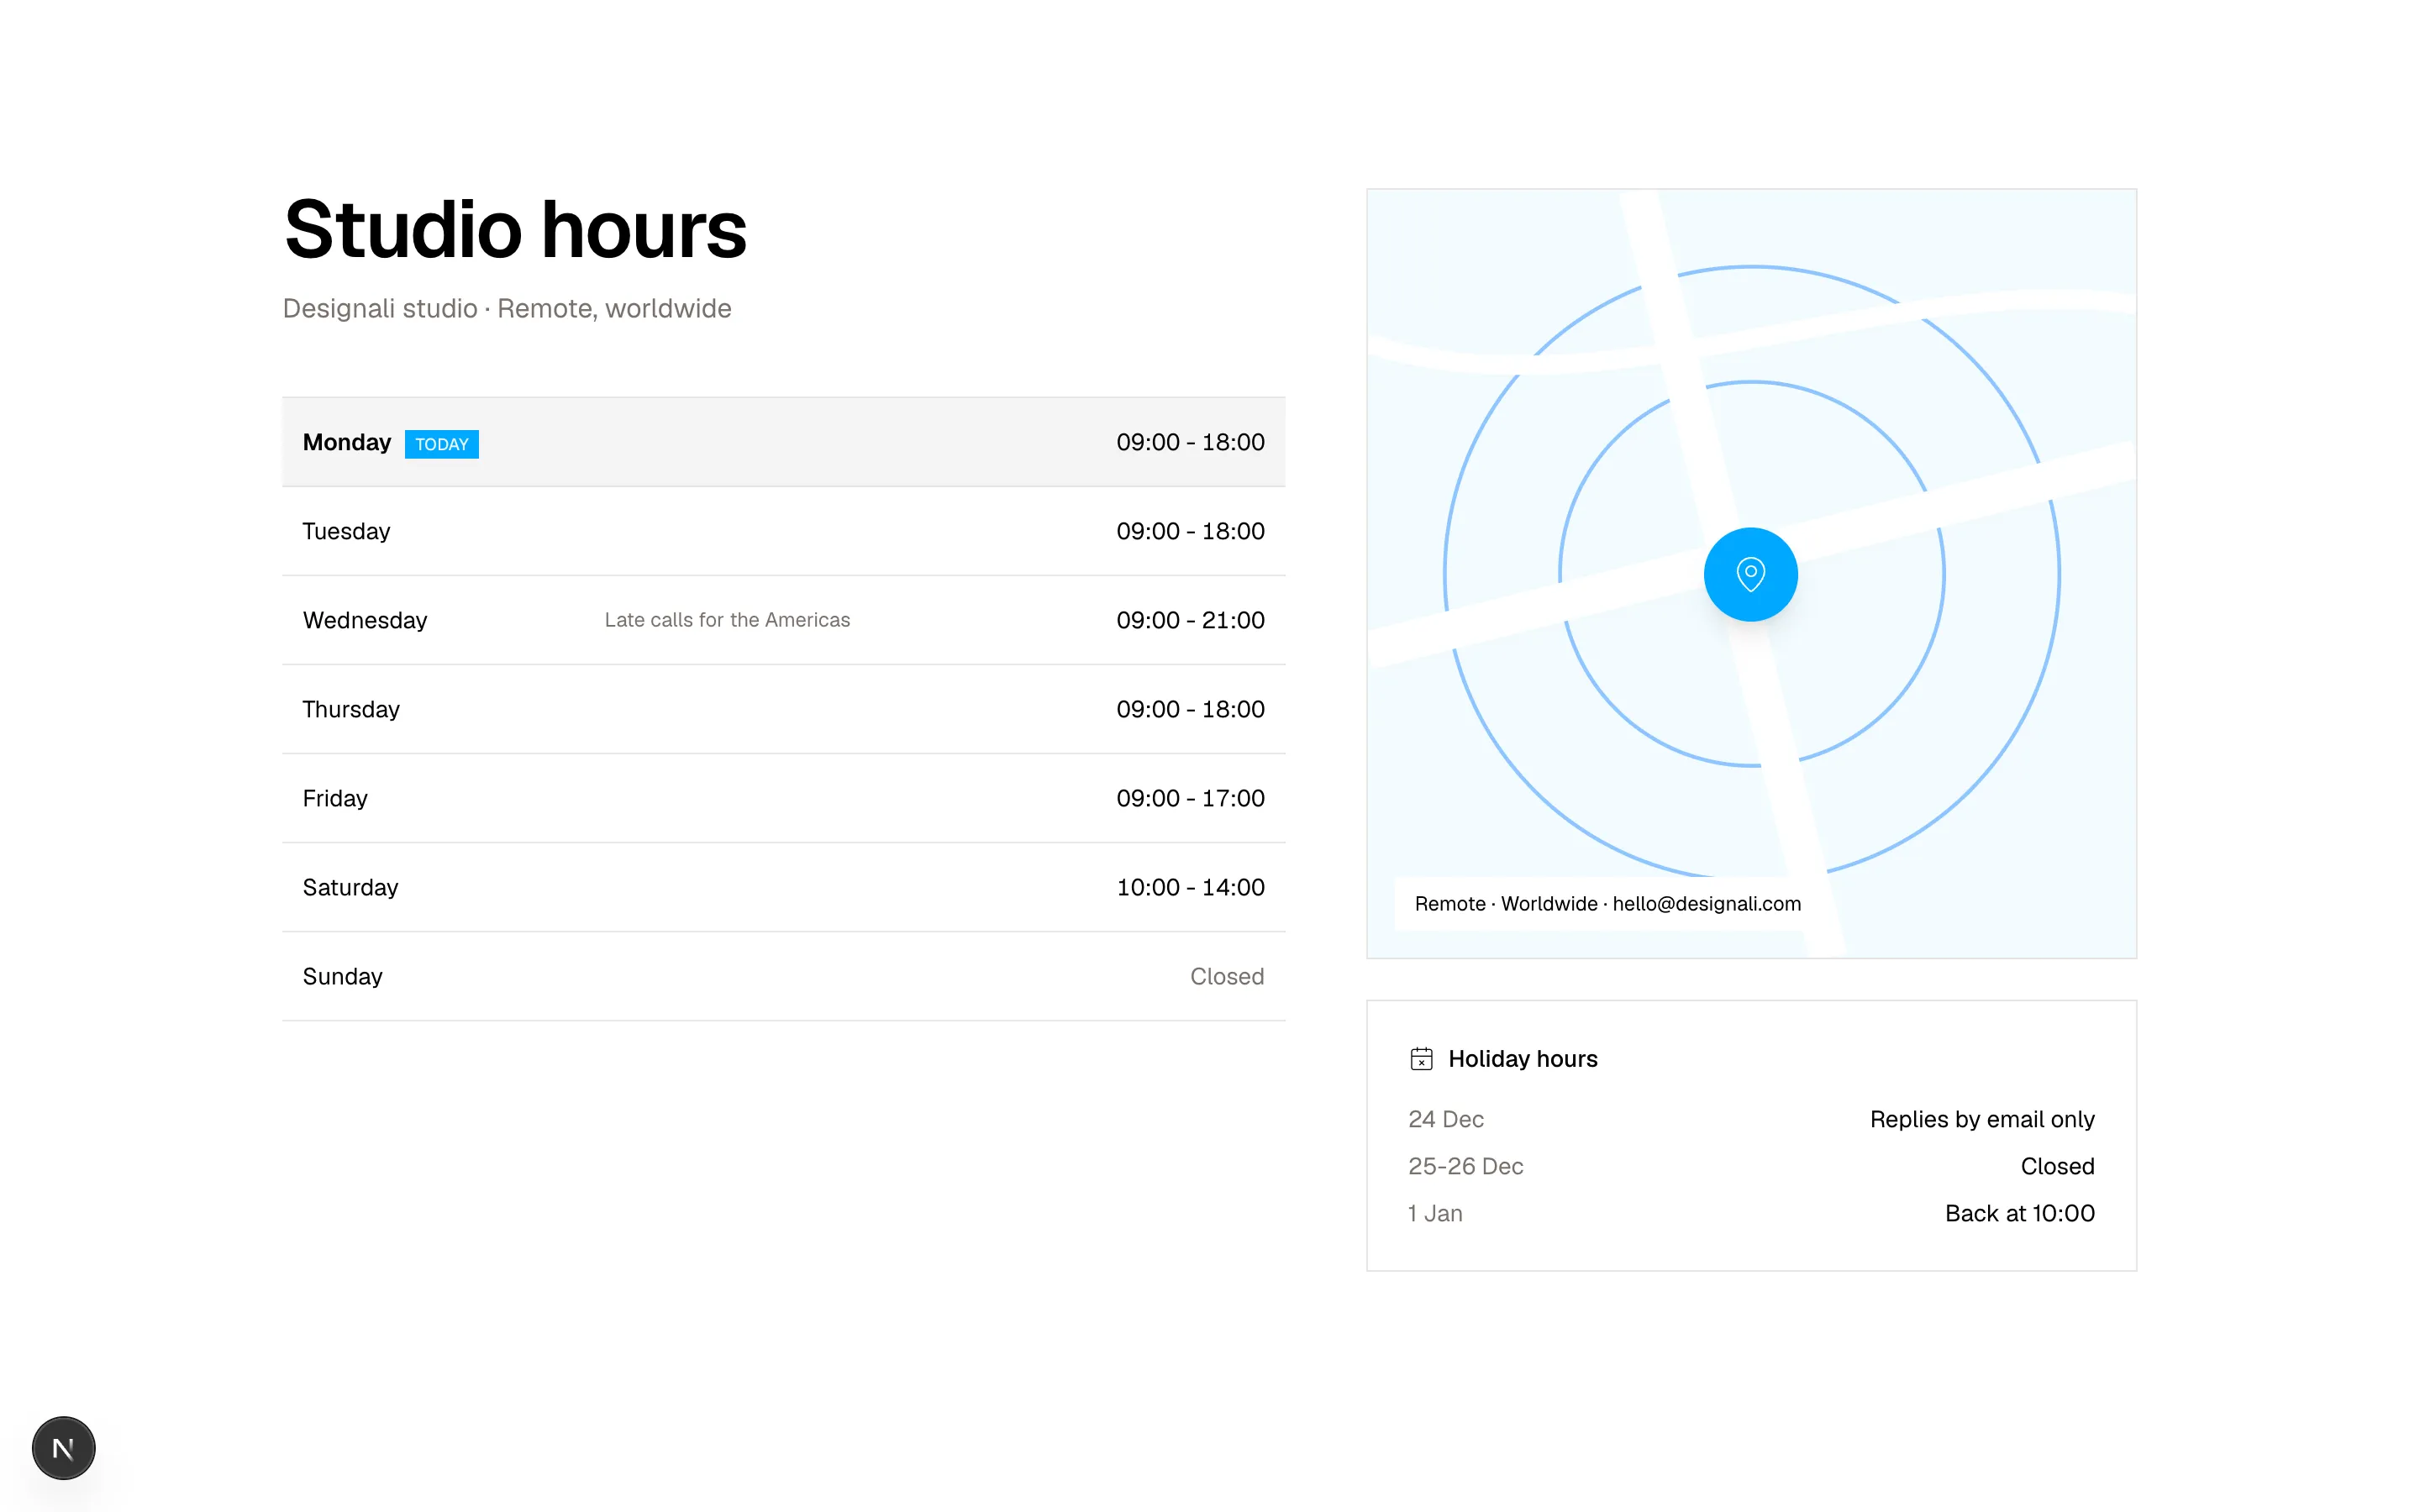 Studio hours
Designali studio · Remote, worldwide
Monday TODAY 09:00 - 18:00
Tuesday 09:00 - 18:00
Wednesday Late calls for the Americas 09:00 - 21:00
Thursday 09:00 - 18:00
Friday 09:00 - 17:00
Saturday 10:00 - 14:00
Sunday Closed
Remote · Worldwide · hello@designali.com
Holiday hours
24 Dec Replies by email only
25-26 Dec Closed
1 Jan Back at 10:00
N